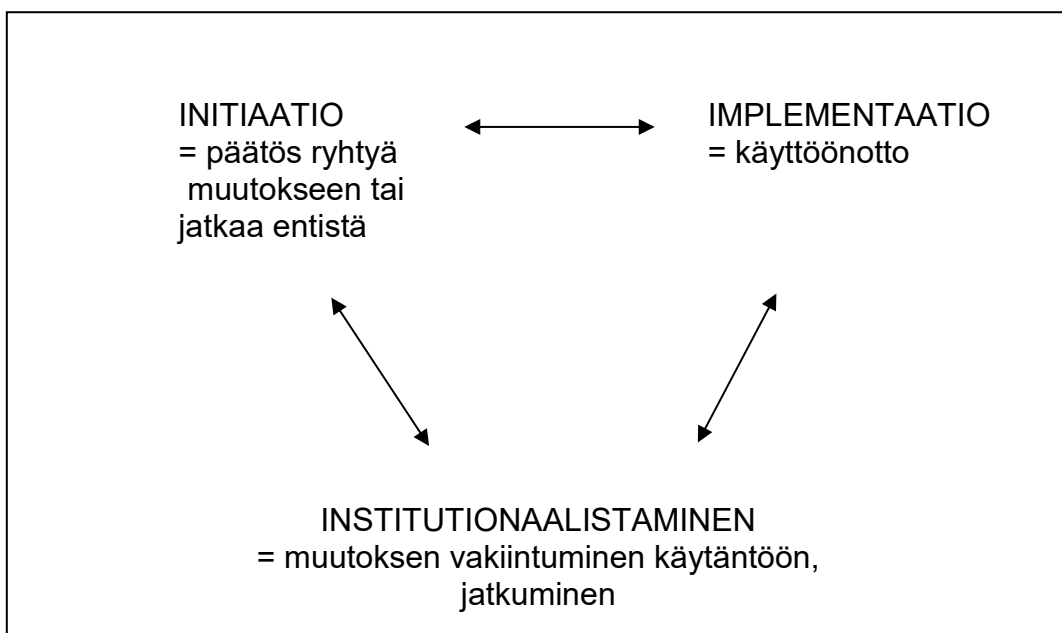 INITIAATIO
= päätös ryhtyä
muutokseen tai
jatkaa entistä
IMPLEMENTAATIO
= käyttöönotto
INSTITUTIONAALISTAMINEN
= muutoksen vakiintuminen käytäntöön,
jatkuminen